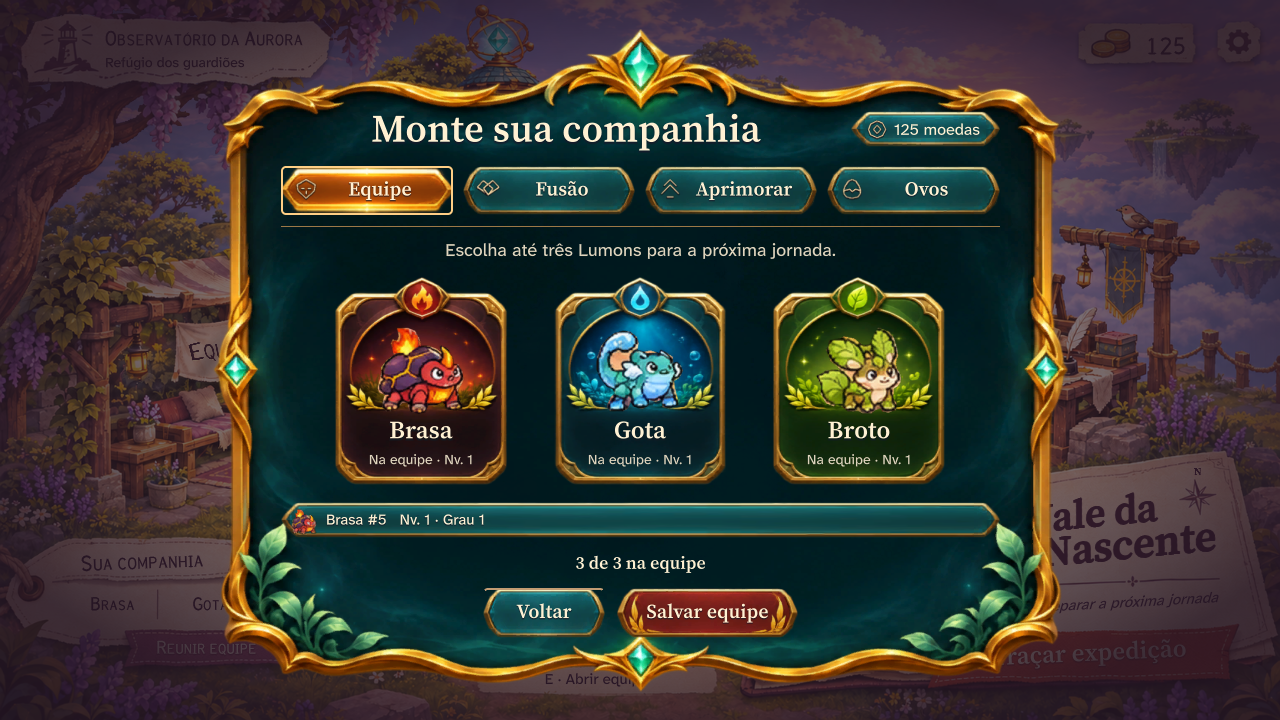 OBSERVATÓRIO DA AURORA
Refúgio dos guardiões
125
Monte sua companhia
125 moedas
Equipe
Fusão
Aprimorar
Ovos
Escolha até três Lumons para a próxima jornada.
Brasa
Na equipe · Nv. 1
Gota
Na equipe · Nv. 1
Broto
Na equipe · Nv. 1
Brasa #5 Nv. 1 · Grau 1
3 de 3 na equipe
Voltar
Salvar equipe
SUA COMPANHIA
BRASA
GOTA
REUNIR EQUIPE
E · Abrir
N
da
Nascente
a próxima jornada
expedição